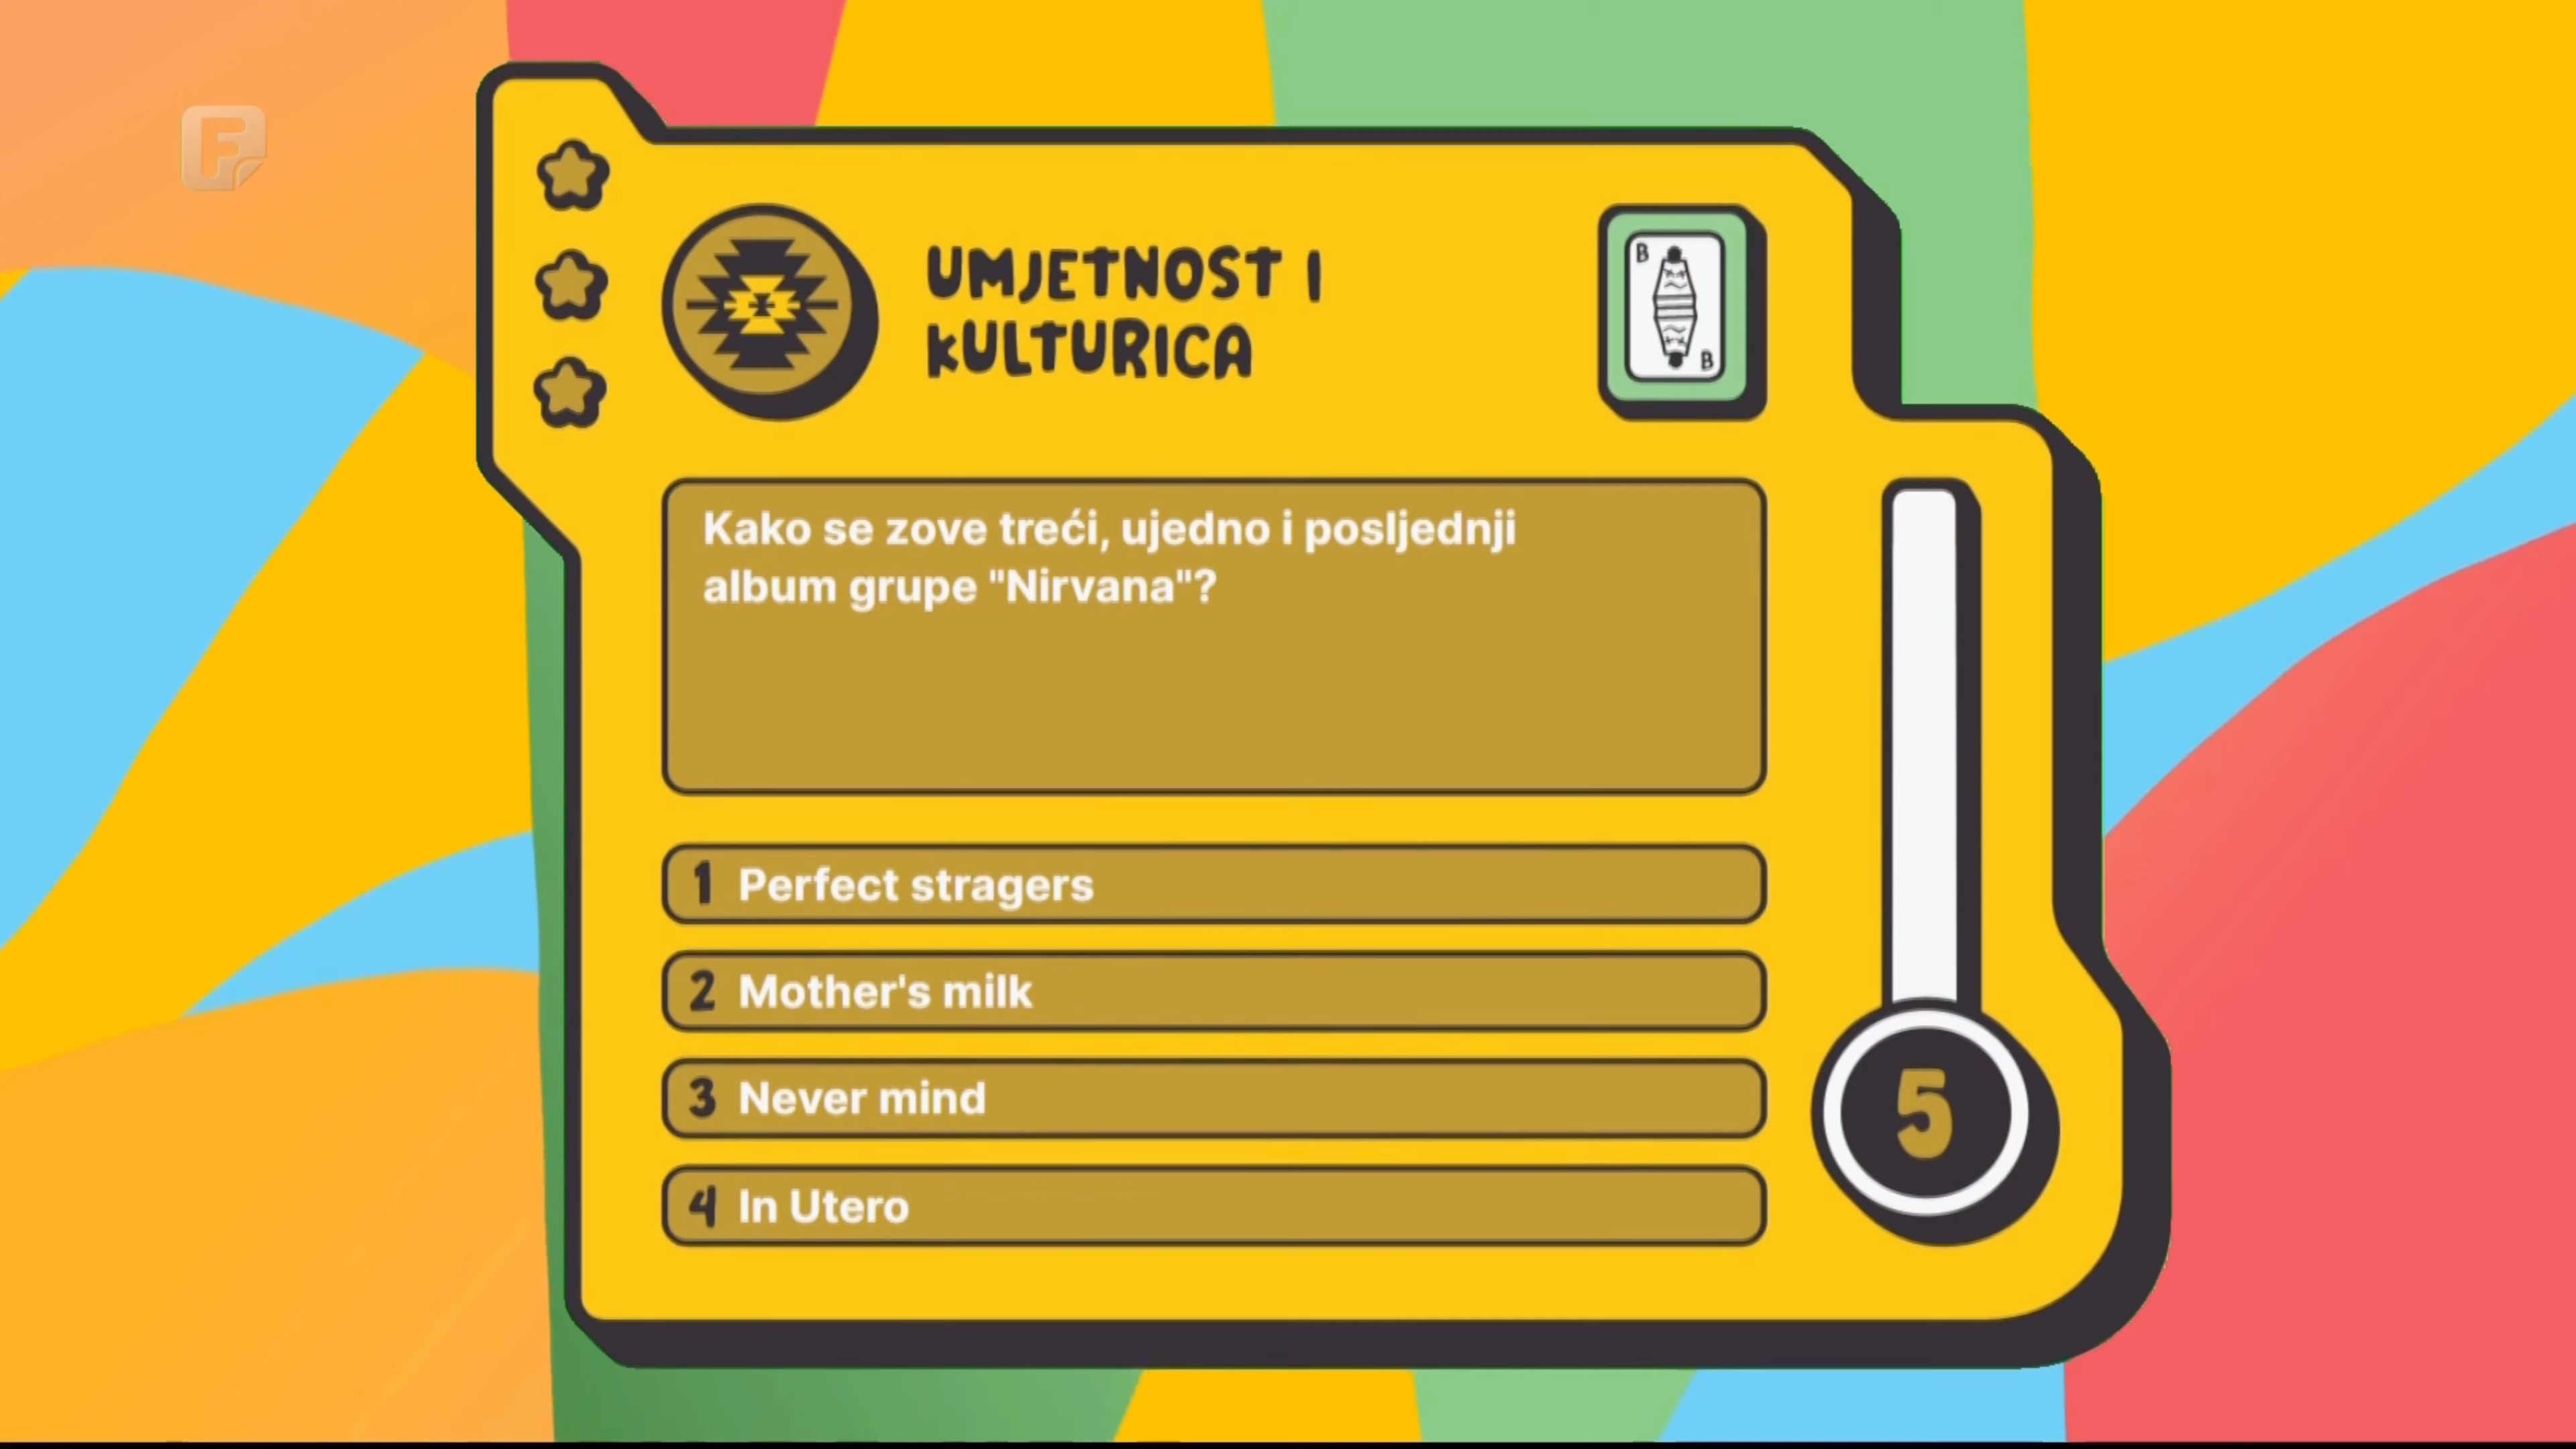 F
UMJETNOST I
KULTURICA
B
B
Kako se zove treći, ujedno i posljednji
album grupe "Nirvana"?
1 Perfect stragers
2 Mother's milk
3 Never mind
4 In Utero
5